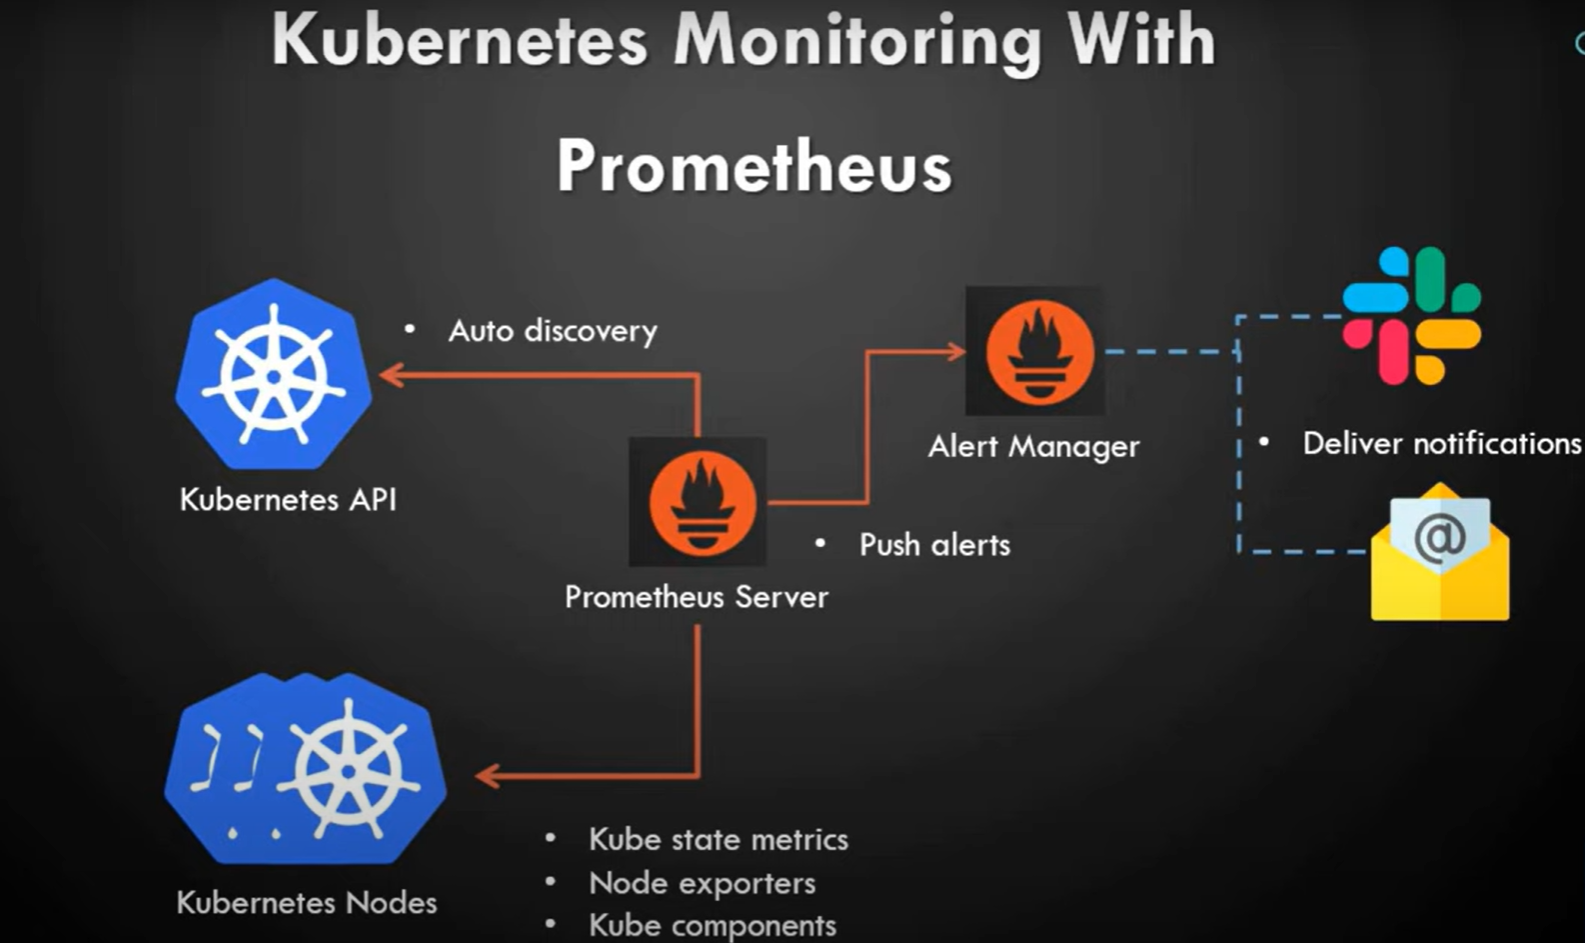 Kubernetes Monitoring With
Prometheus
• Auto discovery
Kubernetes API
Alert Manager
• Deliver notifications
@
• Push alerts
Prometheus Server
• Kube state metrics
• Node exporters
• Kube components
Kubernetes Nodes